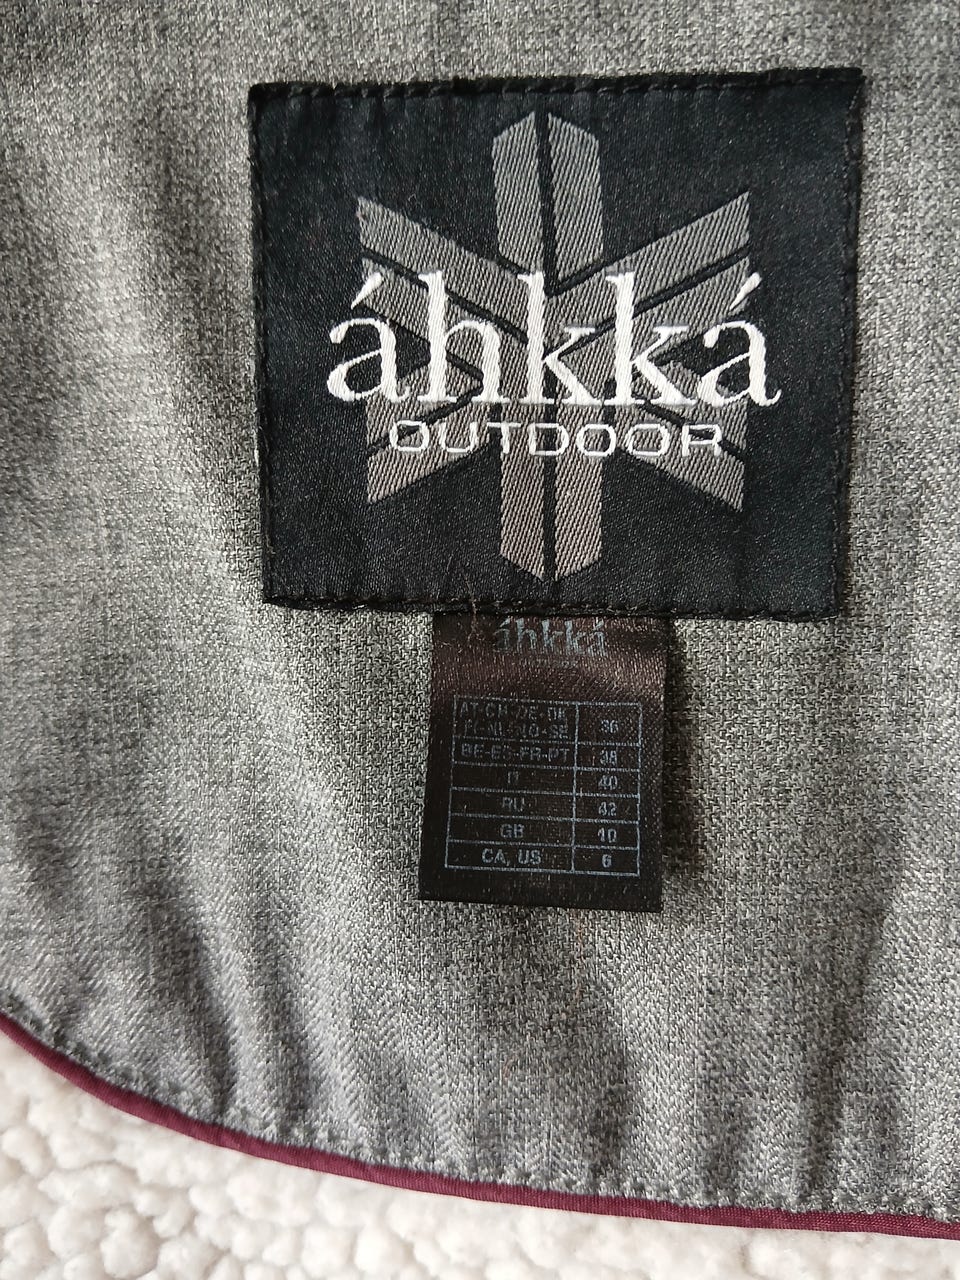 áhkká
OUTDOOR
áhkká
OUTDOOR
AT-CH-DE-DK
FI-NL-NO-SE 36
BE-ES-FR-PT 38
IT 40
RU 42
GB 10
CA, US 6